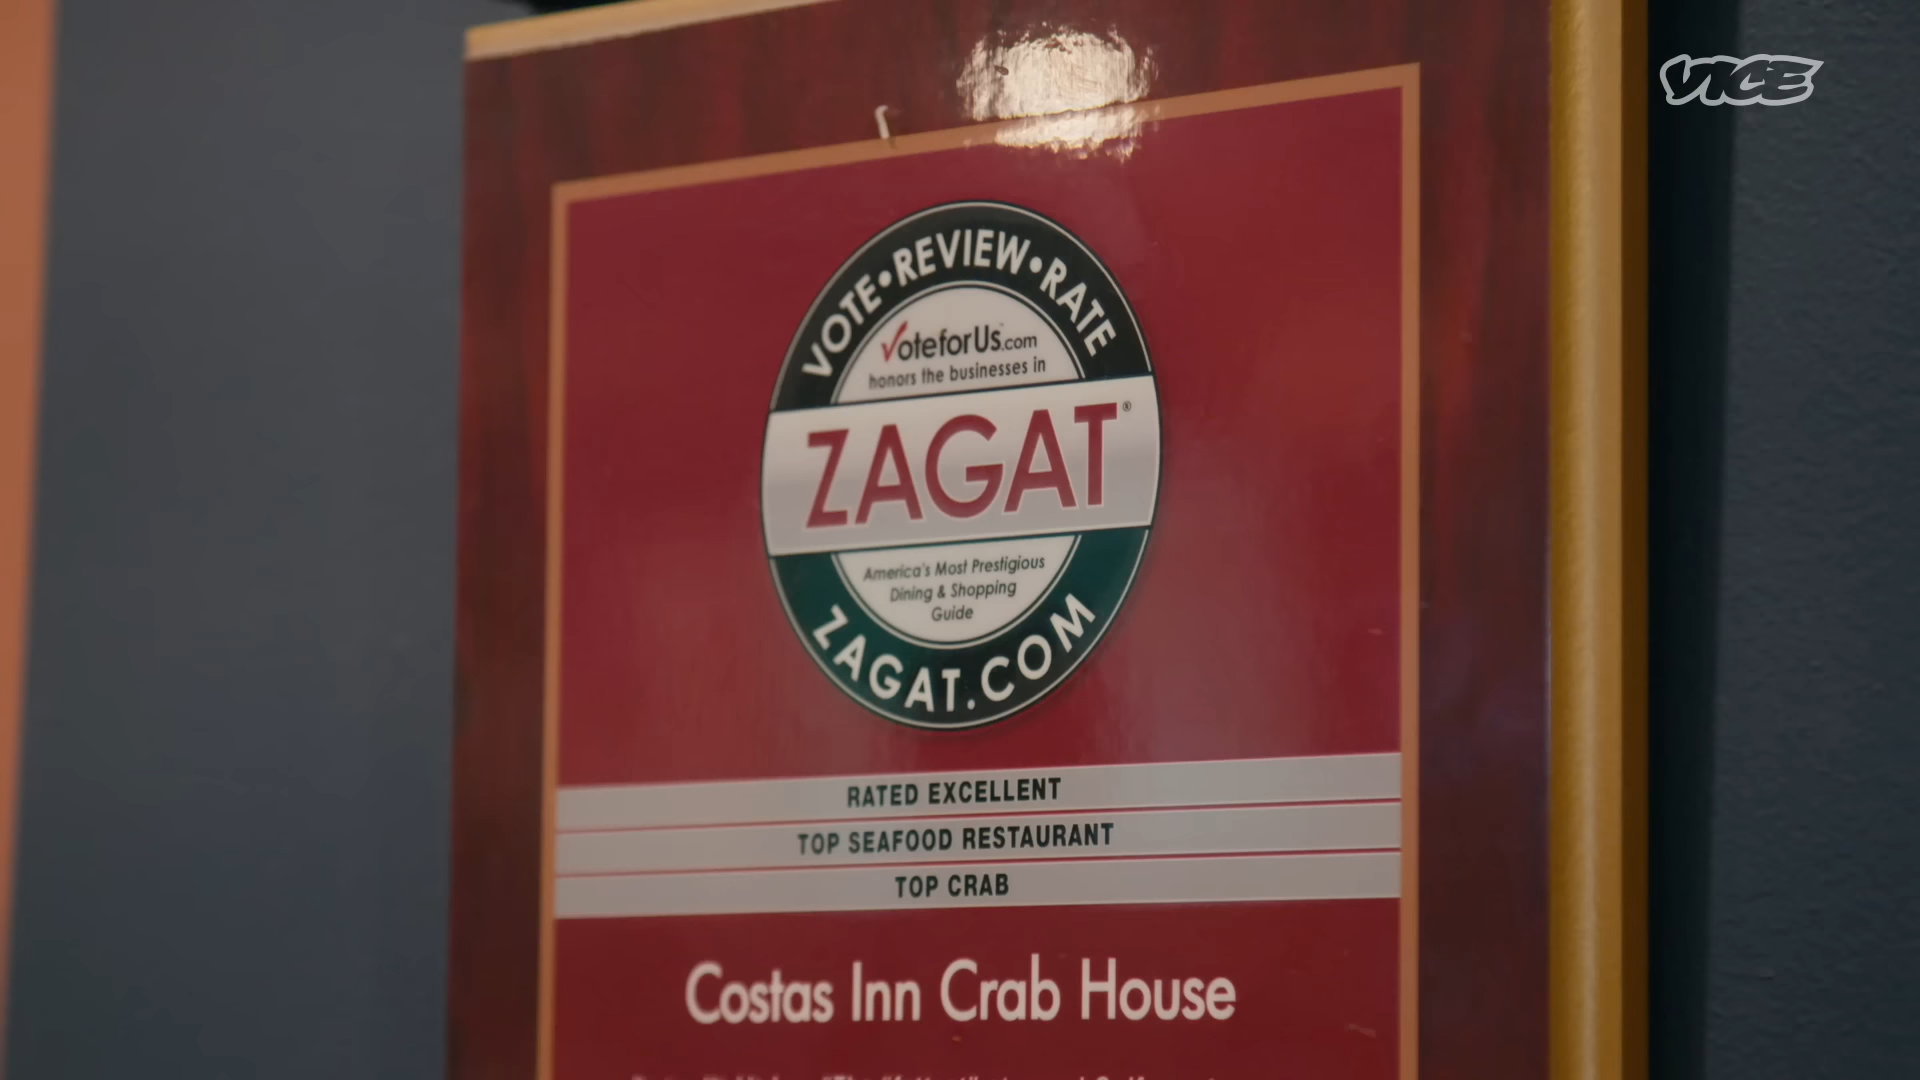 VICE
VOTE•REVIEW•RATE
VoteforUs.com
honors the businesses in
ZAGAT®
America's Most Prestigious
Dining & Shopping
Guide
ZAGAT.COM
RATED EXCELLENT
TOP SEAFOOD RESTAURANT
TOP CRAB
Costas Inn Crab House